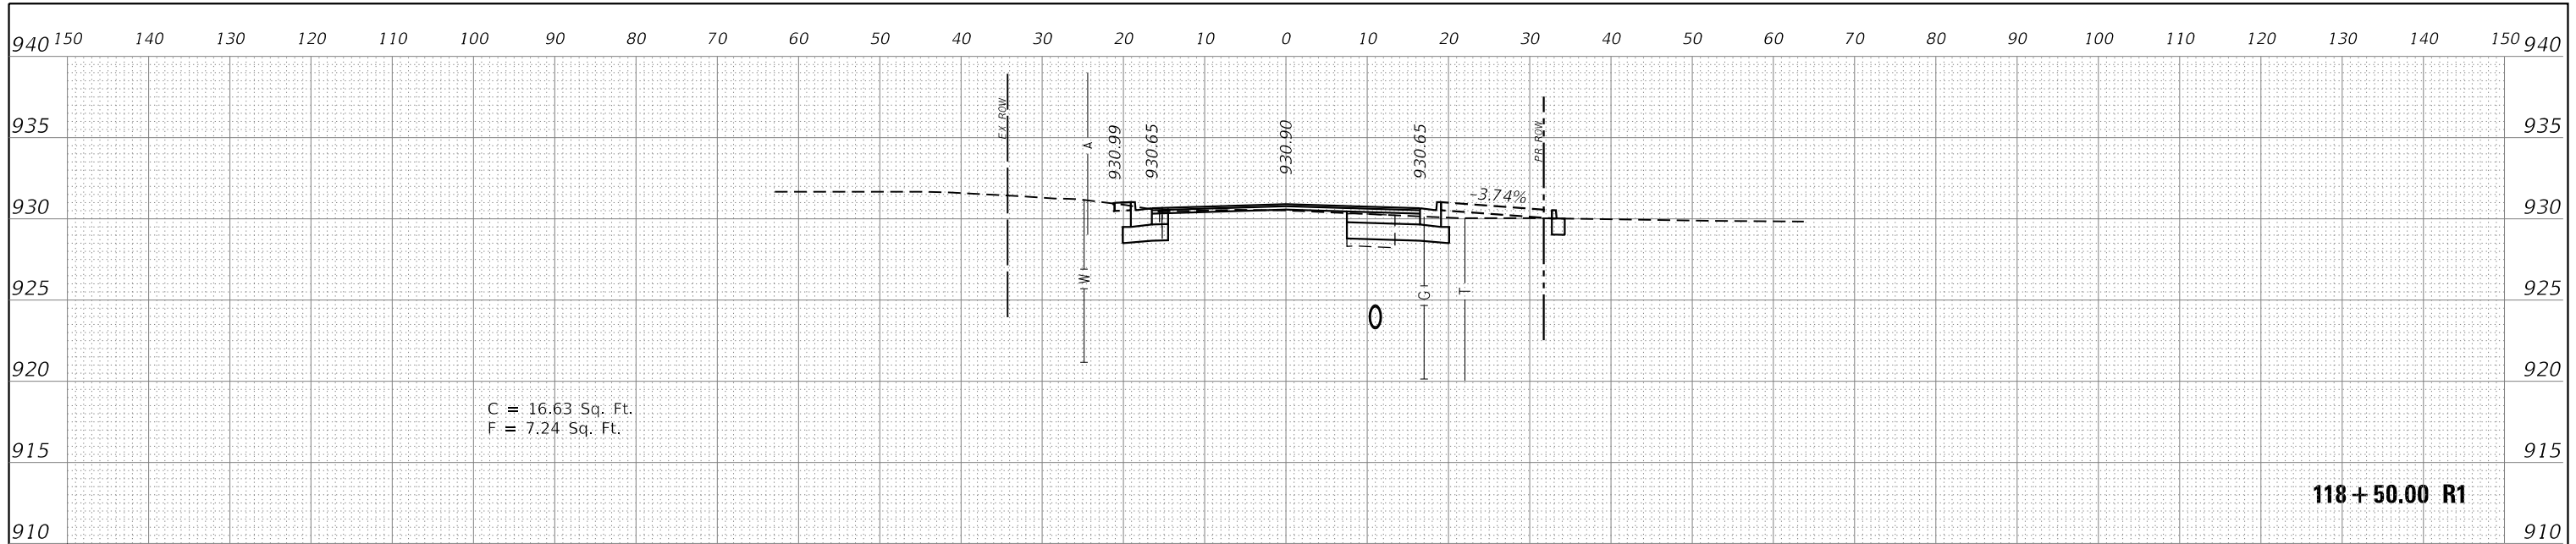 150 140 130 120 110 100 90 80 70 60 50 40 30 20 10 0 10 20 30 40 50 60 70 80 90 100 110 120 130 140 150
940 940
935 935
930 930
925 925
920 920
915 915
910 910
EX ROW
A
W
930.99
930.65
930.90
930.65
-3.74%
PR ROW
G
T
C = 16.63 Sq. Ft.
F = 7.24 Sq. Ft.
118+50.00 R1